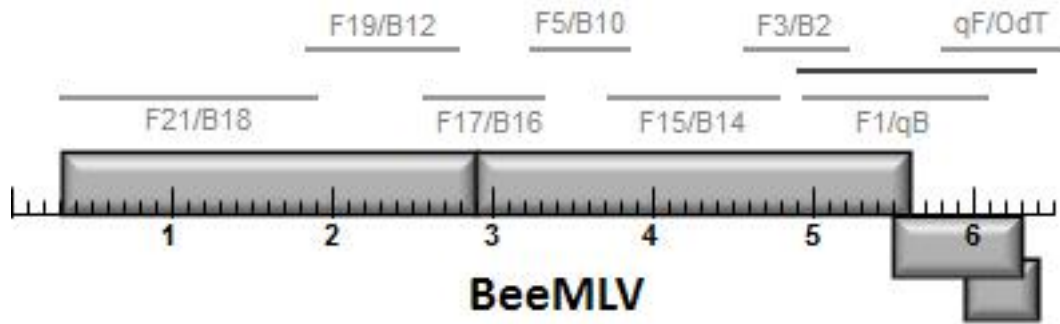 F19/B12 F5/B10 F3/B2 qF/OdT
F21/B18 F17/B16 F15/B14 F1/qB
1 2 3 4 5 6
BeeMLV